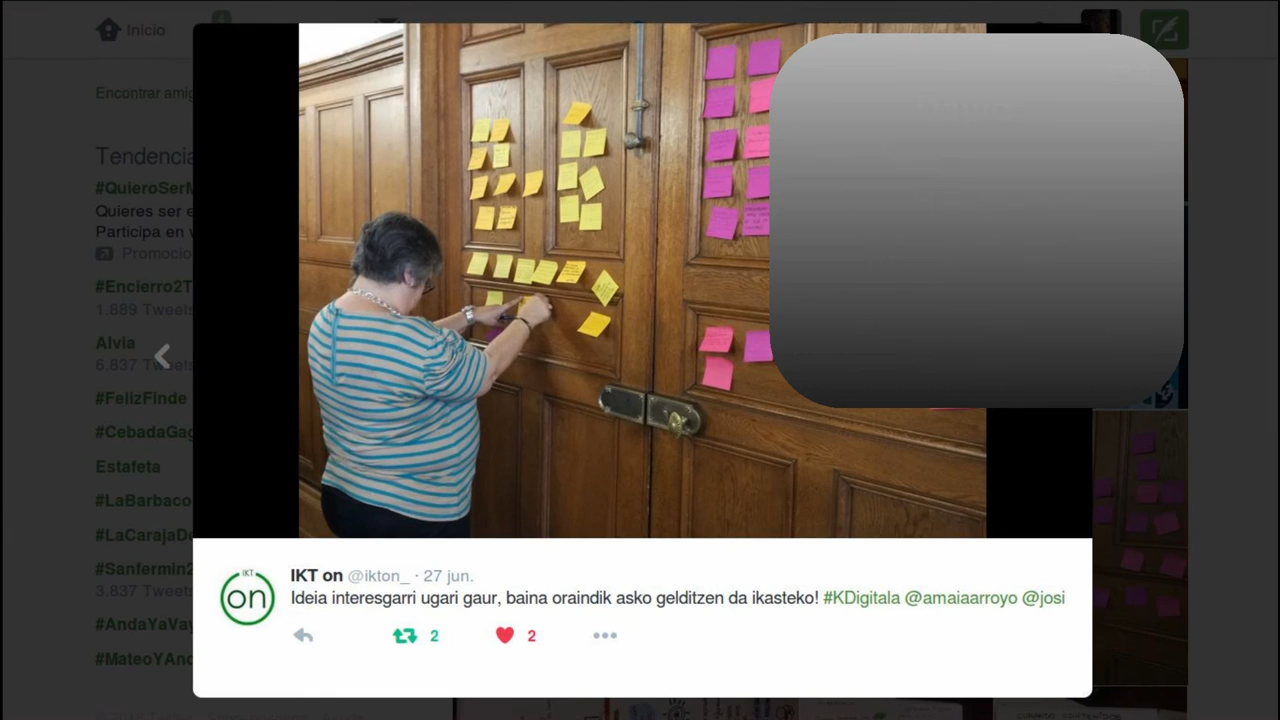 Inicio
Encontrar amig
Tendencia
#QuieroSerM
Quieres ser e
Participa en v
Promocio
#Encierro2T
1.889 Tweets
Alvia
6.837 Tweets
#FelizFinde
#CebadaGag
Estafeta
#LaBarbaco
#LaCarajaDe
#Sanfermin2
3.837 Tweets
#AndaYaVay
#MateoYAnd
IKT
on
IKT on @ikton_ · 27 jun.
Ideia interesgarri ugari gaur, baina oraindik asko gelditzen da ikasteko! #KDigitala @amaiaarroyo @josi
2 2